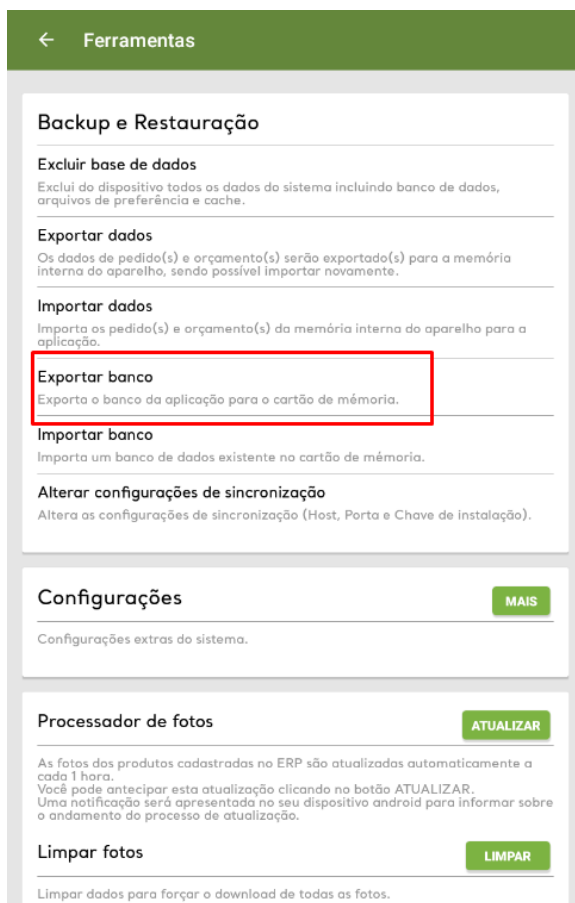 Ferramentas
Backup e Restauração
Excluir base de dados
Exclui do dispositivo todos os dados do sistema incluindo banco de dados,
arquivos de preferência e cache.
Exportar dados
Os dados de pedido(s) e orçamento(s) serão exportado(s) para a memória
interna do aparelho, sendo possível importar novamente.
Importar dados
Importa os pedido(s) e orçamento(s) da memória interna do aparelho para a
aplicação.
Exportar banco
Exporta o banco da aplicação para o cartão de mémoria.
Importar banco
Importa um banco de dados existente no cartão de mémoria.
Alterar configurações de sincronização
Altera as configurações de sincronização (Host, Porta e Chave de instalação).
Configurações
MAIS
Configurações extras do sistema.
Processador de fotos
ATUALIZAR
As fotos dos produtos cadastradas no ERP são atualizadas automaticamente a
cada 1 hora.
Você pode antecipar esta atualização clicando no botão ATUALIZAR.
Uma notificação será apresentada no seu dispositivo android para informar sobre
o andamento do processo de atualização.
Limpar fotos
LIMPAR
Limpar dados para forçar o download de todas as fotos.